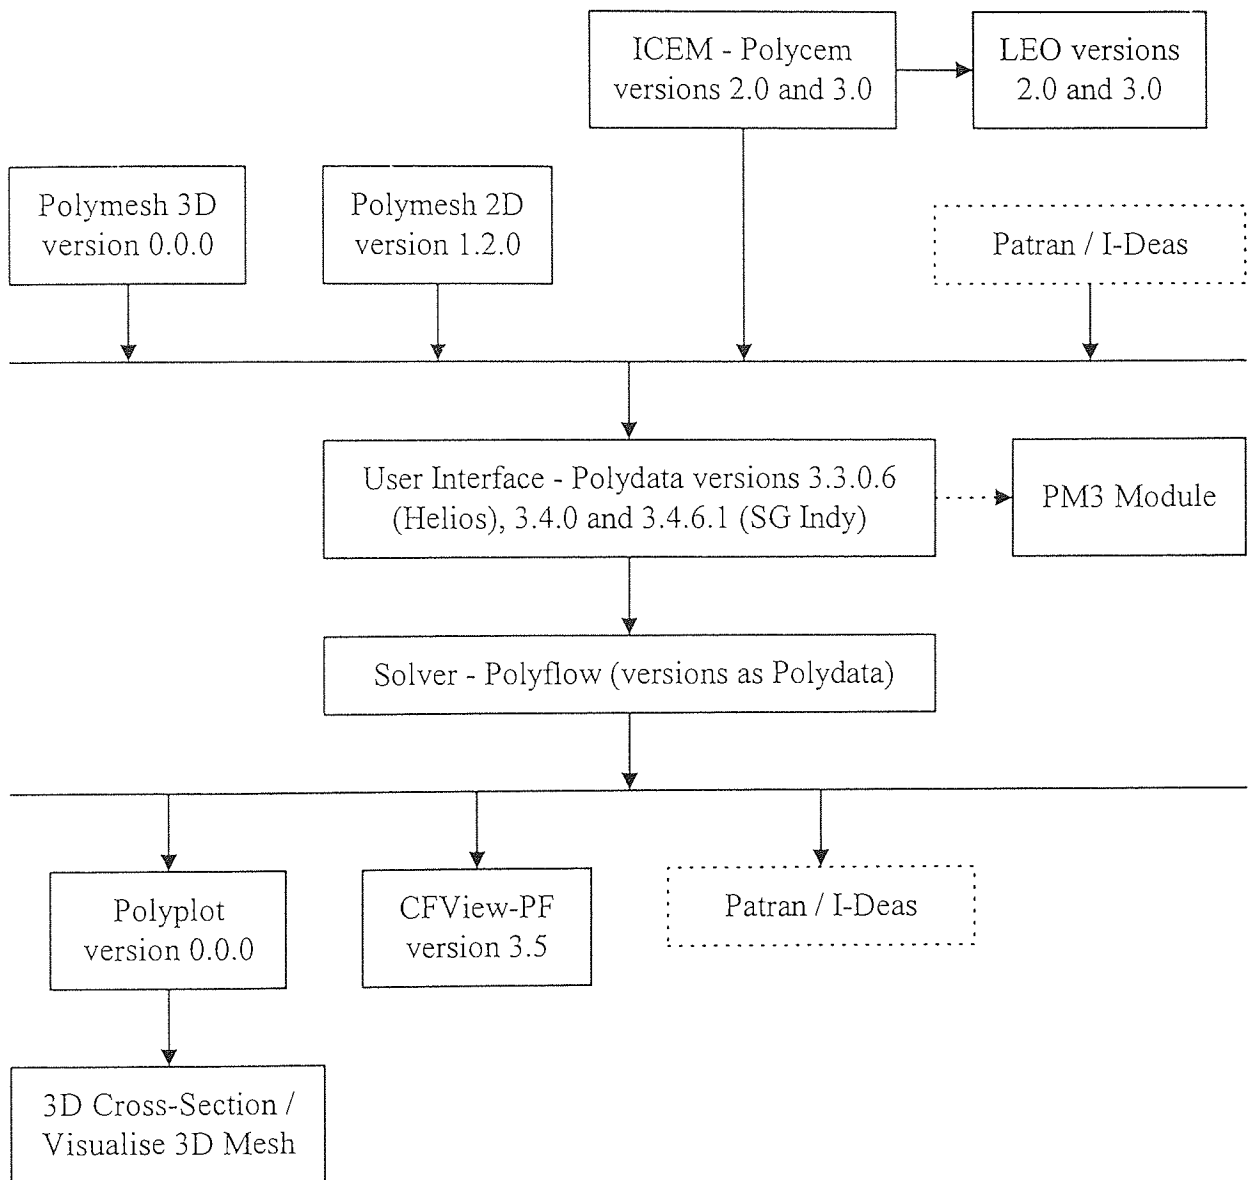 ICEM - Polycem
versions 2.0 and 3.0
LEO versions
2.0 and 3.0
Polymesh 3D
version 0.0.0
Polymesh 2D
version 1.2.0
Patran / I-Deas
User Interface - Polydata versions 3.3.0.6
(Helios), 3.4.0 and 3.4.6.1 (SG Indy)
PM3 Module
Solver - Polyflow (versions as Polydata)
Polyplot
version 0.0.0
CFView-PF
version 3.5
Patran / I-Deas
3D Cross-Section /
Visualise 3D Mesh